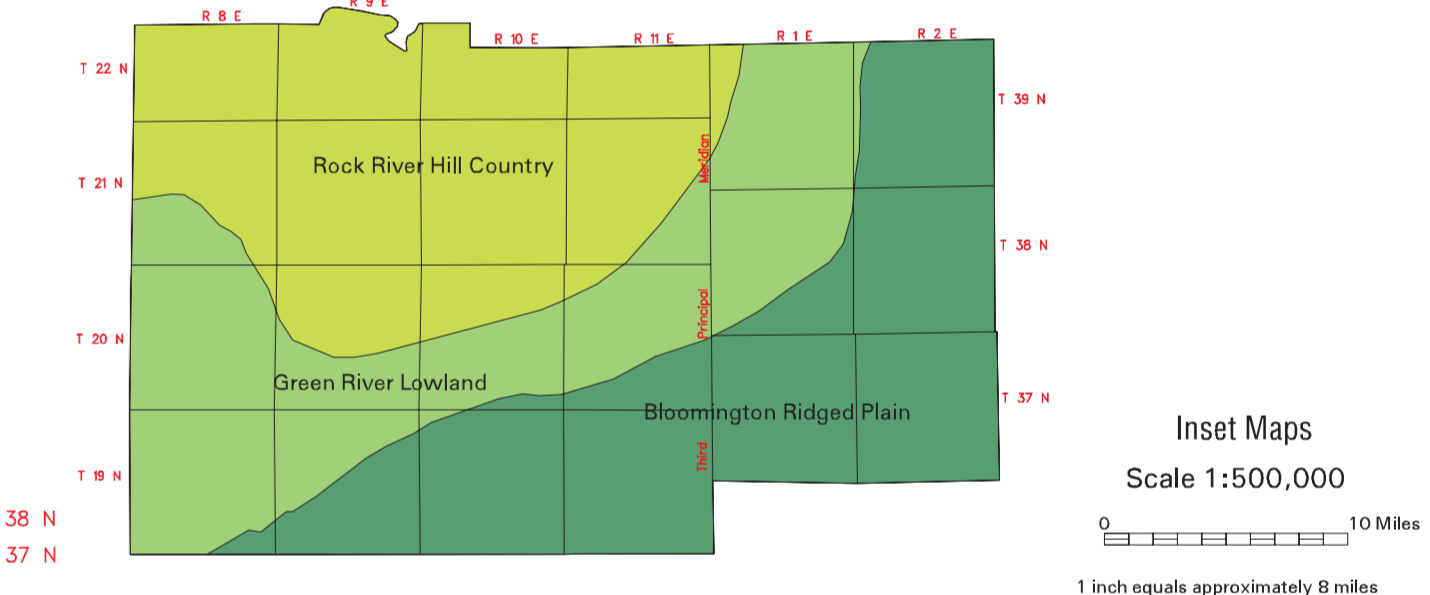 R 9 E
R 8 E
R 10 E
R 11 E
R 1 E
R 2 E
T 22 N
T 39 N
Meridian
Rock River Hill Country
T 21 N
T 38 N
Principal
T 20 N
Green River Lowland
T 37 N
Bloomington Ridged Plain
Third
T 19 N
38 N
37 N
Inset Maps
Scale 1:500,000
0 10 Miles
1 inch equals approximately 8 miles